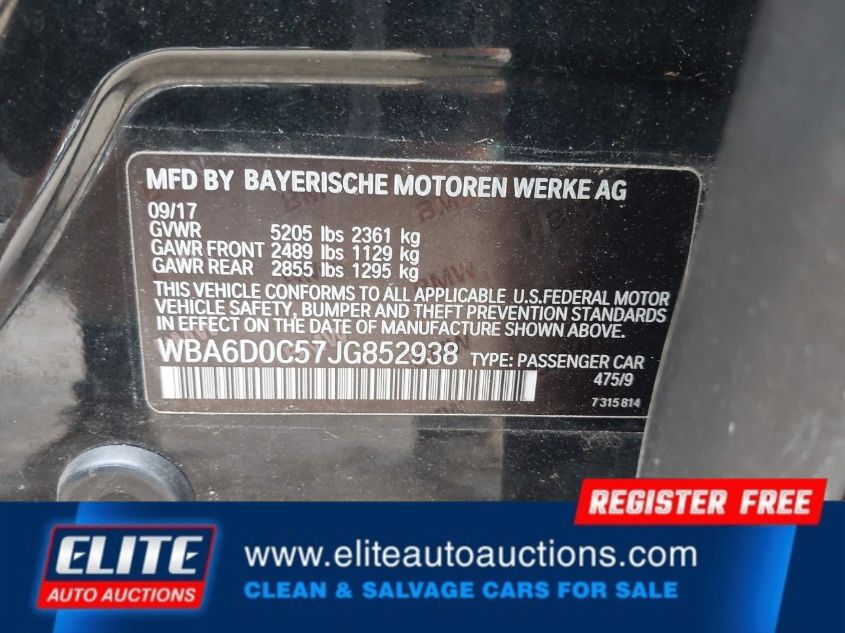 MFD BY BAYERISCHE MOTOREN WERKE AG
09/17
GVWR 5205 lbs 2361 kg
GAWR FRONT 2489 lbs 1129 kg
GAWR REAR 2855 lbs 1295 kg
THIS VEHICLE CONFORMS TO ALL APPLICABLE U.S.FEDERAL MOTOR
VEHICLE SAFETY, BUMPER AND THEFT PREVENTION STANDARDS
IN EFFECT ON THE DATE OF MANUFACTURE SHOWN ABOVE.
WBA6D0C57JG852938 TYPE: PASSENGER CAR
475/9
7315814
REGISTER FREE
ELITE
AUTO AUCTIONS
www.eliteautoauctions.com
CLEAN & SALVAGE CARS FOR SALE